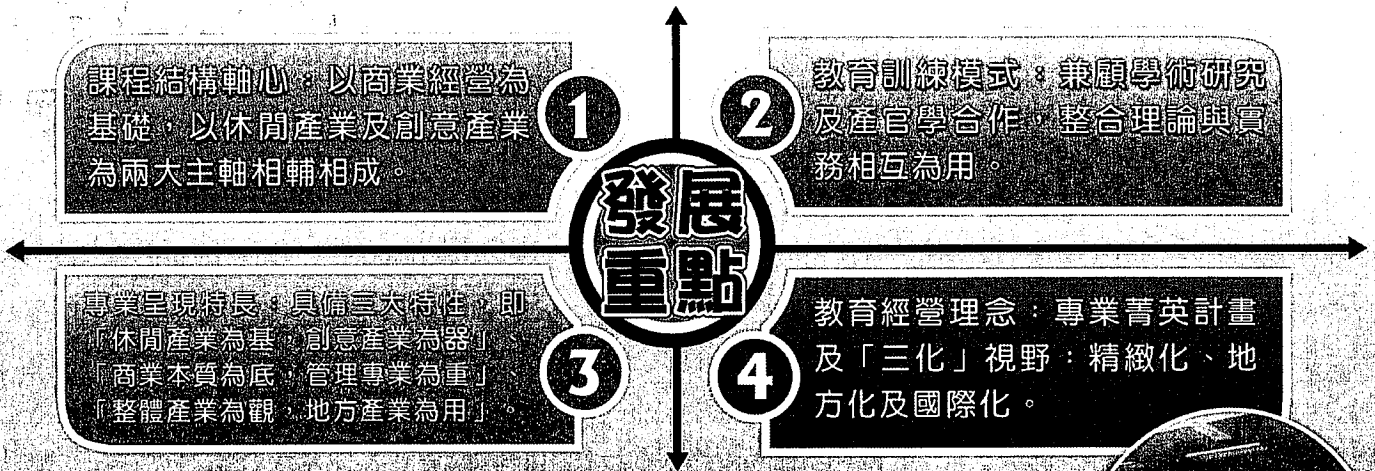 課程結構軸心：以商業經營為
基礎，以休閒產業及創意產業
為兩大主軸相輔相成。
1
2
教育訓練模式：兼顧學術研究
及產官學合作，整合理論與實
務相互為用。
發展
重點
專業呈現特長：具備三大特性，即
「休閒產業為基，創意產業為器」、
「商業本質為底，管理專業為重」、
「整體產業為觀，地方產業為用」。
3
4
教育經營理念：專業菁英計畫
及「三化」視野：精緻化、地
方化及國際化。